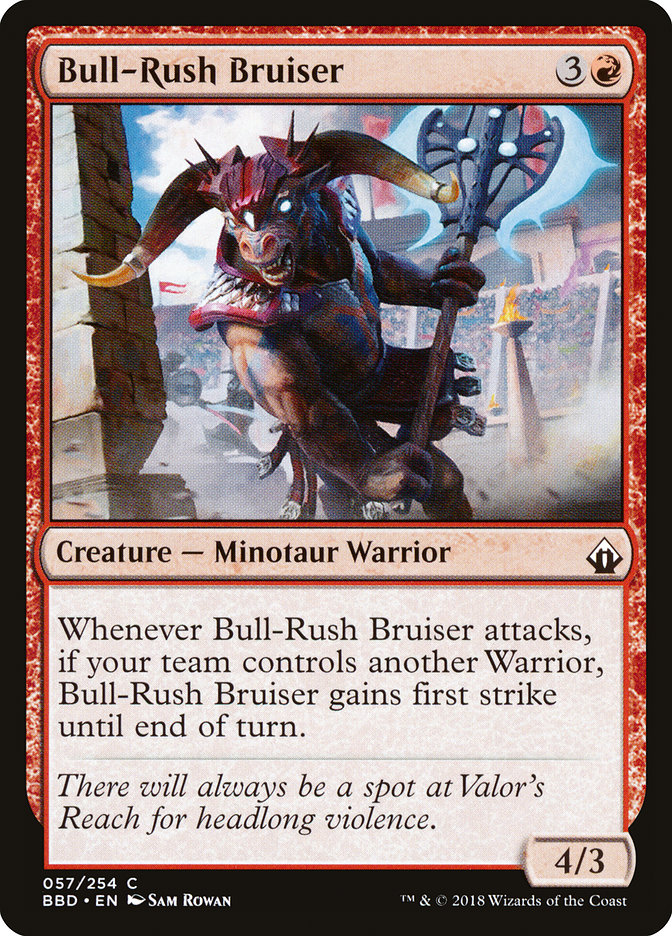 Bull-Rush Bruiser 3
Creature — Minotaur Warrior
Whenever Bull-Rush Bruiser attacks,
if your team controls another Warrior,
Bull-Rush Bruiser gains first strike
until end of turn.
There will always be a spot at Valor's
Reach for headlong violence.
4/3
057/254 C
BBD • EN Sam Rowan ™ & © 2018 Wizards of the Coast